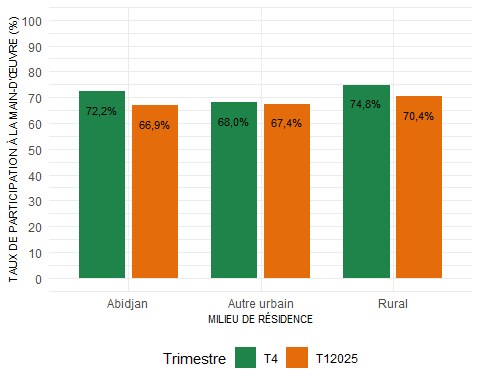 TAUX DE PARTICIPATION À LA MAIN-D'ŒUVRE (%)
100
90
80
70
60
50
40
30
20
10
0
72,2%
66,9%
68,0%
67,4%
74,8%
70,4%
Abidjan
Autre urbain
Rural
MILIEU DE RÉSIDENCE
Trimestre T4 T12025